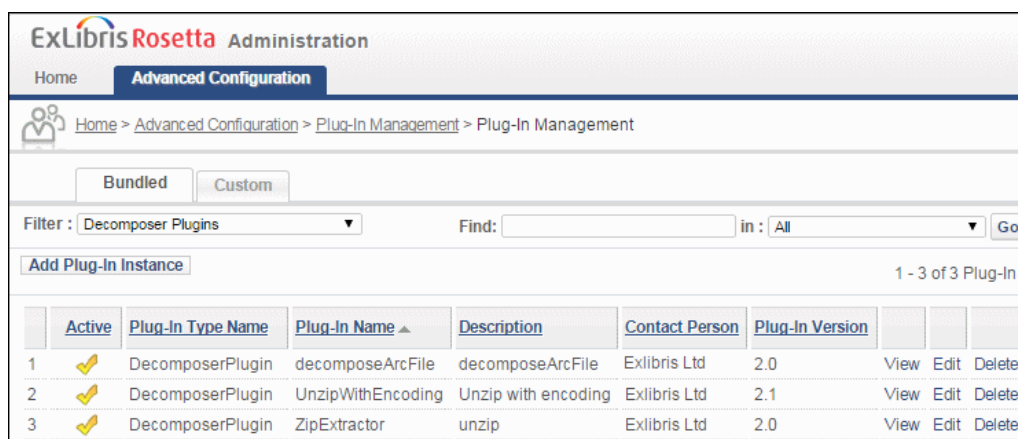 ExLibris Rosetta Administration
Home Advanced Configuration
Home > Advanced Configuration > Plug-In Management > Plug-In Management
Bundled Custom
Filter : Decomposer Plugins Find: in : All Go
Add Plug-In Instance
1 - 3 of 3 Plug-In
Active Plug-In Type Name Plug-In Name Description Contact Person Plug-In Version
1 DecomposerPlugin decomposeArcFile decomposeArcFile Exlibris Ltd 2.0 View Edit Delete
2 DecomposerPlugin UnzipWithEncoding Unzip with encoding Exlibris Ltd 2.1 View Edit Delete
3 DecomposerPlugin ZipExtractor unzip Exlibris Ltd 2.0 View Edit Delete